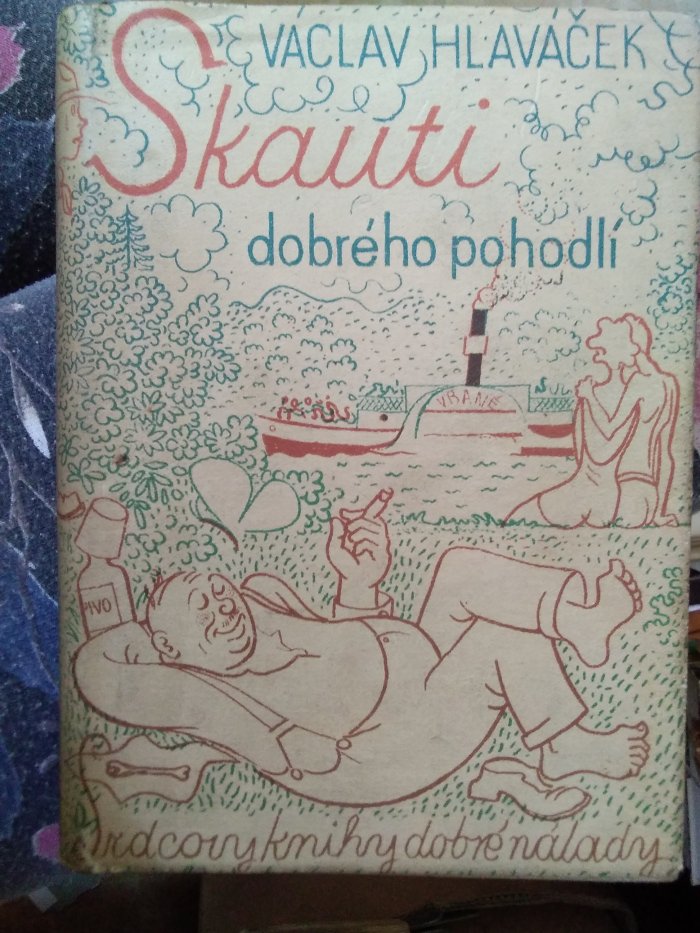 VÁCLAV HLAVÁČEK
Skauti
dobrého pohodlí
VRANÉ
PIVO
Srdcovy knihy dobré nálady